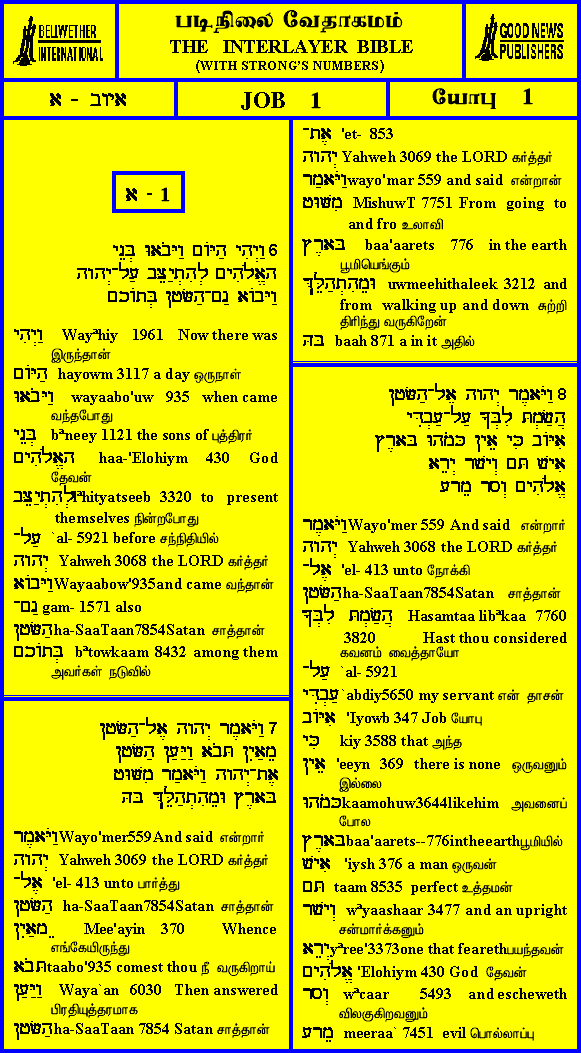 BELLWETHER
INTERNATIONAL
படிநிலை வேதாகமம்
THE INTERLAYER BIBLE
(WITH STRONG'S NUMBERS)
GOOD NEWS
PUBLISHERS
איוב - א
JOB 1
யோபு 1
א - 1
6 וַיְהִי הַיּוֹם וַיָּבֹאוּ בְּנֵי
הָאֱלֹהִים לְהִתְיַצֵּב עַל־יְהוָה
וַיָּבוֹא גַם־הַשָּׂטָן בְּתוֹכָם
וַיְהִי Wayᵃhiy 1961 Now there was
இருந்தான்
הַיּוֹם hayowm 3117 a day ஒருநாள்
וַיָּבֹאוּ wayaabo'uw 935 when came
வந்தபோது
בְּנֵי bᵃneey 1121 the sons of புத்திரர்
הָאֱלֹהִים haa-'Elohiym 430 God
தேவன்
לְהִתְיַצֵּב lᵃhityatseeb 3320 to present
themselves நின்றபோது
עַל־ `al- 5921 before சந்நிதியில்
יְהוָה Yahweh 3068 the LORD கர்த்தர்
וַיָּבוֹא Wayaabow'935and came வந்தான்
גַם־ gam- 1571 also
הַשָּׂטָן ha-SaaTaan7854Satan சாத்தான்
בְּתוֹכָם bᵃtowkaam 8432 among them
அவர்கள் நடுவில்
7 וַיֹּאמֶר יְהוָה אֶל־הַשָּׂטָן
מֵאַיִן תָּבֹא וַיַּעַן הַשָּׂטָן
אֶת־יְהוָה וַיֹּאמַר מִשּׁוּט
בָּאָרֶץ וּמֵהִתְהַלֵּךְ בָּהּ
וַיֹּאמֶר Wayo'mer559And said என்றார்
יְהוָה Yahweh 3069 the LORD கர்த்தர்
אֶל־ 'el- 413 unto பார்த்து
הַשָּׂטָן ha-SaaTaan7854Satan சாத்தான்
מֵאַיִן Mee'ayin 370 Whence
எங்கேயிருந்து
תָּבֹא taabo'935 comest thou நீ வருகிறாய்
וַיַּעַן Waya`an 6030 Then answered
பிரதியுத்தரமாக
הַשָּׂטָן ha-SaaTaan 7854 Satan சாத்தான்
אֶת־ 'et- 853
יְהוָה Yahweh 3069 the LORD கர்த்தர்
וַיֹּאמַר wayo'mar 559 and said என்றான்
מִשּׁוּט MishuwT 7751 From going to
and fro உலாவி
בָּאָרֶץ baa'aarets 776 in the earth
பூமியெங்கும்
וּמֵהִתְהַלֵּךְ uwmeehithaleek 3212 and
from walking up and down சுற்றி
திரிந்து வருகிறேன்
בָּהּ baah 871 a in it அதில்
8 וַיֹּאמֶר יְהוָה אֶל־הַשָּׂטָן
הֲשַׂמְתָּ לִבְּךָ עַל־עַבְדִּי
אִיּוֹב כִּי אֵין כָּמֹהוּ בָּאָרֶץ
אִישׁ תָּם וְיָשָׁר יְרֵא
אֱלֹהִים וְסָר מֵרָע
וַיֹּאמֶר Wayo'mer 559 And said என்றார்
יְהוָה Yahweh 3068 the LORD கர்த்தர்
אֶל־ 'el- 413 unto நோக்கி
הַשָּׂטָן ha-SaaTaan7854Satan சாத்தான்
הֲשַׂמְתָּ לִבְּךָ Hasamtaa libᵃkaa 7760
3820 Hast thou considered
கவனம் வைத்தாயோ
עַל־ `al- 5921
עַבְדִּי `abdiy5650 my servant என் தாசன்
אִיּוֹב 'Iyowb 347 Job யோபு
כִּי kiy 3588 that அந்த
אֵין 'eeyn 369 there is none ஒருவனும்
இல்லை
כָּמֹהוּ kaamohuw3644likehim அவனைப்
போல
בָּאָרֶץ baa'aarets--776intheearthபூமியில்
אִישׁ 'iysh 376 a man ஒருவன்
תָּם taam 8535 perfect உத்தமன்
וְיָשָׁר wᵃyaashaar 3477 and an upright
சன்மார்க்கனும்
יְרֵא yᵃree'3373one that fearethபயந்தவன்
אֱלֹהִים 'Elohiym 430 God தேவன்
וְסָר wᵃcaar 5493 and escheweth
விலகுகிறவனும்
מֵרָע meeraa` 7451 evil பொல்லாப்பு